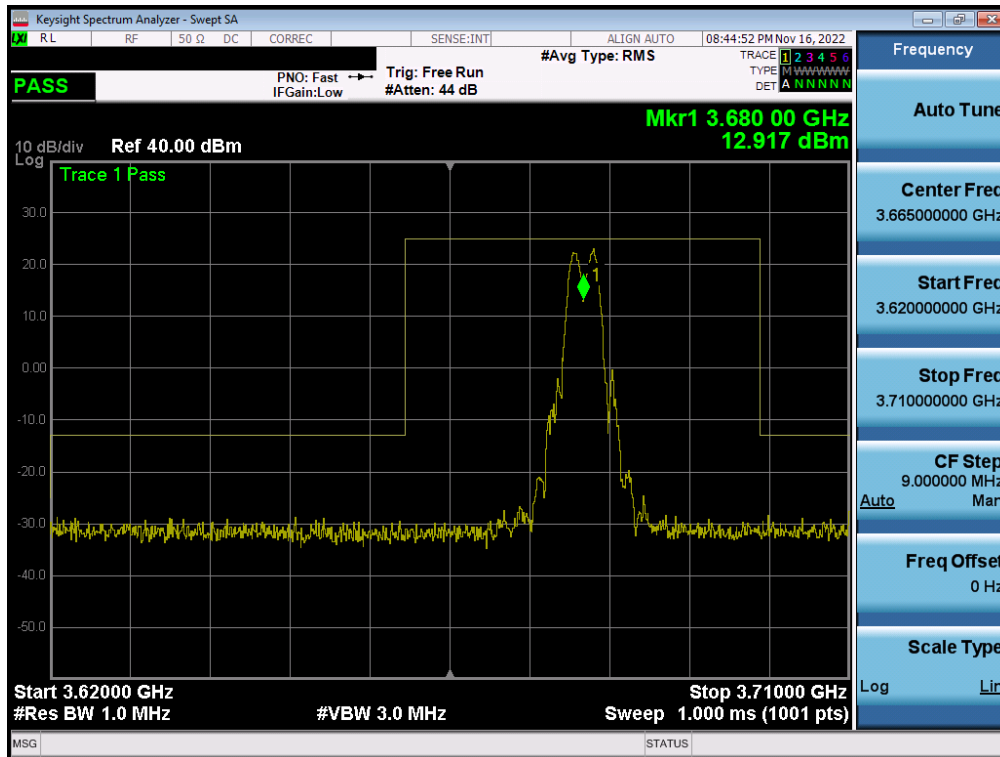 Keysight Spectrum Analyzer - Swept SA
LXI RL RF 50 Ω DC CORREC SENSE:INT ALIGN AUTO 08:44:52 PM Nov 16, 2022
PASS
PNO: Fast
IFGain:Low
Trig: Free Run
#Atten: 44 dB
#Avg Type: RMS
TRACE 1 2 3 4 5 6
TYPE M WWWWW
DET A N N N N N
Mkr1 3.680 00 GHz
12.917 dBm
10 dB/div Ref 40.00 dBm
Log
Trace 1 Pass
30.0
20.0
10.0
0.00
-10.0
-20.0
-30.0
-40.0
-50.0
Start 3.62000 GHz Stop 3.71000 GHz
#Res BW 1.0 MHz #VBW 3.0 MHz Sweep 1.000 ms (1001 pts)
MSG STATUS
Frequency
Auto Tune
Center Freq
3.665000000 GHz
Start Freq
3.620000000 GHz
Stop Freq
3.710000000 GHz
CF Step
9.000000 MHz
Auto Man
Freq Offset
0 Hz
Scale Type
Log Lin